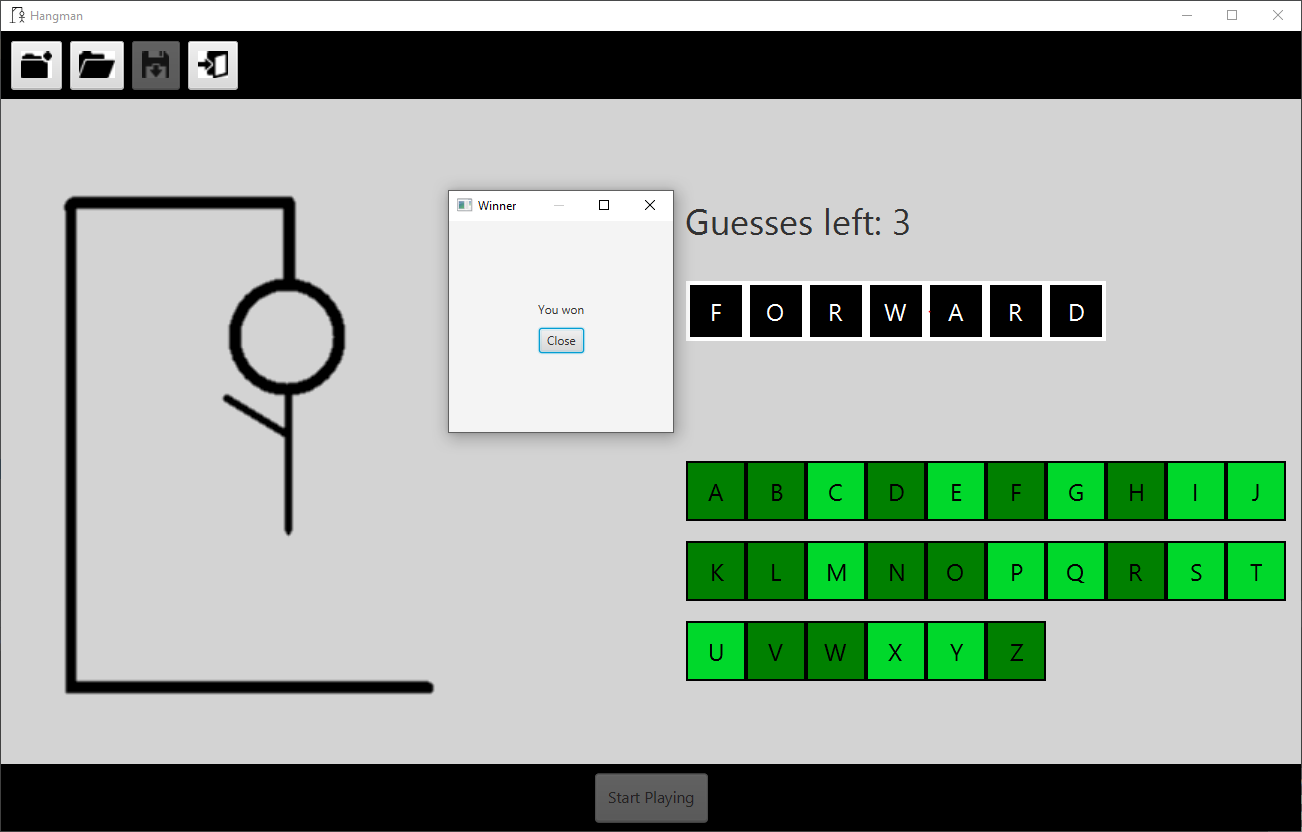 Hangman
Winner
Guesses left: 3
You won
Close
F O R W A R D
A B C D E F G H I J
K L M N O P Q R S T
U V W X Y Z
Start Playing